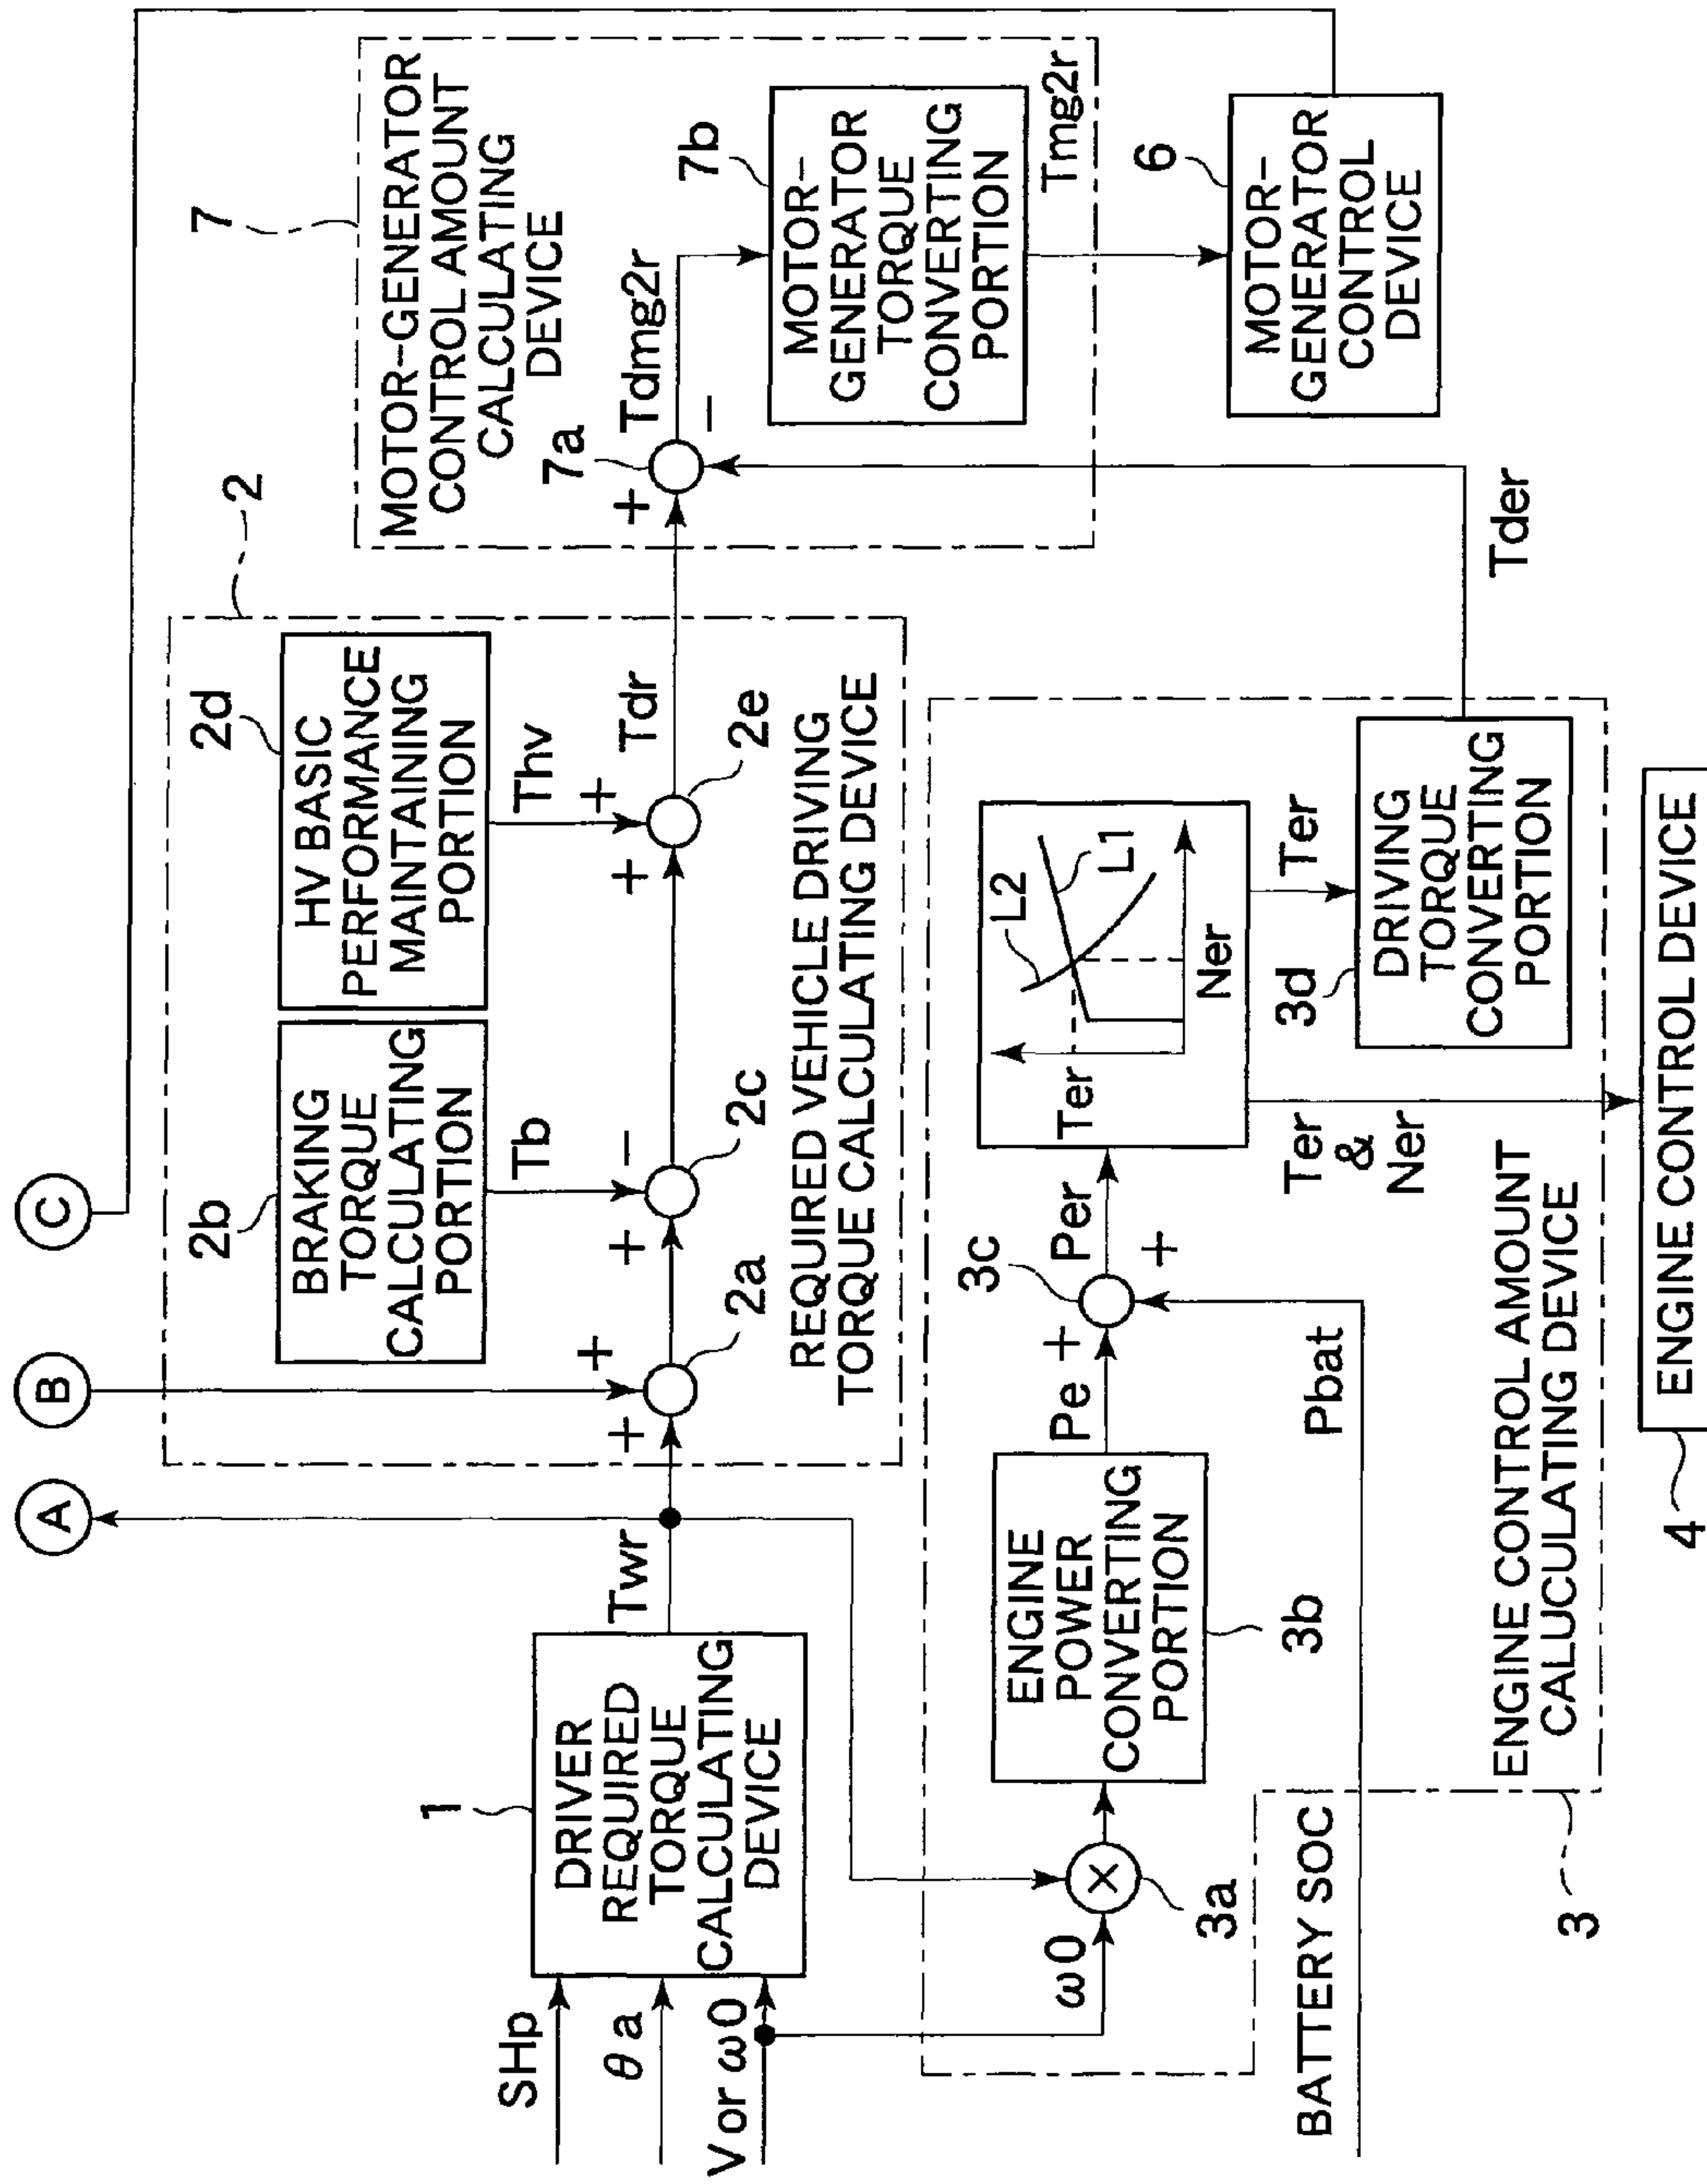 A
B
C
SHp
θa
V or ω0
1
DRIVER
REQUIRED
TORQUE
CALCULATING
DEVICE
Twr
2
2b
BRAKING
TORQUE
CALCULATING
PORTION
2d
HV BASIC
PERFORMANCE
MAINTAINING
PORTION
Tb
Thv
+
+
+
−
+
+
2a
2c
2e
Tdr
REQUIRED VEHICLE DRIVING
TORQUE CALCULATING DEVICE
7
MOTOR-GENERATOR
CONTROL AMOUNT
CALCULATING
DEVICE
7a
+
−
Tdmg2r
7b
MOTOR-
GENERATOR
TORQUE
CONVERTING
PORTION
Tmg2r
6
MOTOR-
GENERATOR
CONTROL
DEVICE
Tder
ω0
×
3a
ENGINE
POWER
CONVERTING
PORTION
3b
Pe
+
3c
Per
+
Pbat
BATTERY SOC
Ter
L2
L1
Ner
Ter
&
Ner
Ter
3d
DRIVING
TORQUE
CONVERTING
PORTION
ENGINE CONTROL AMOUNT
CALUCULATING DEVICE
3
4
ENGINE CONTROL DEVICE